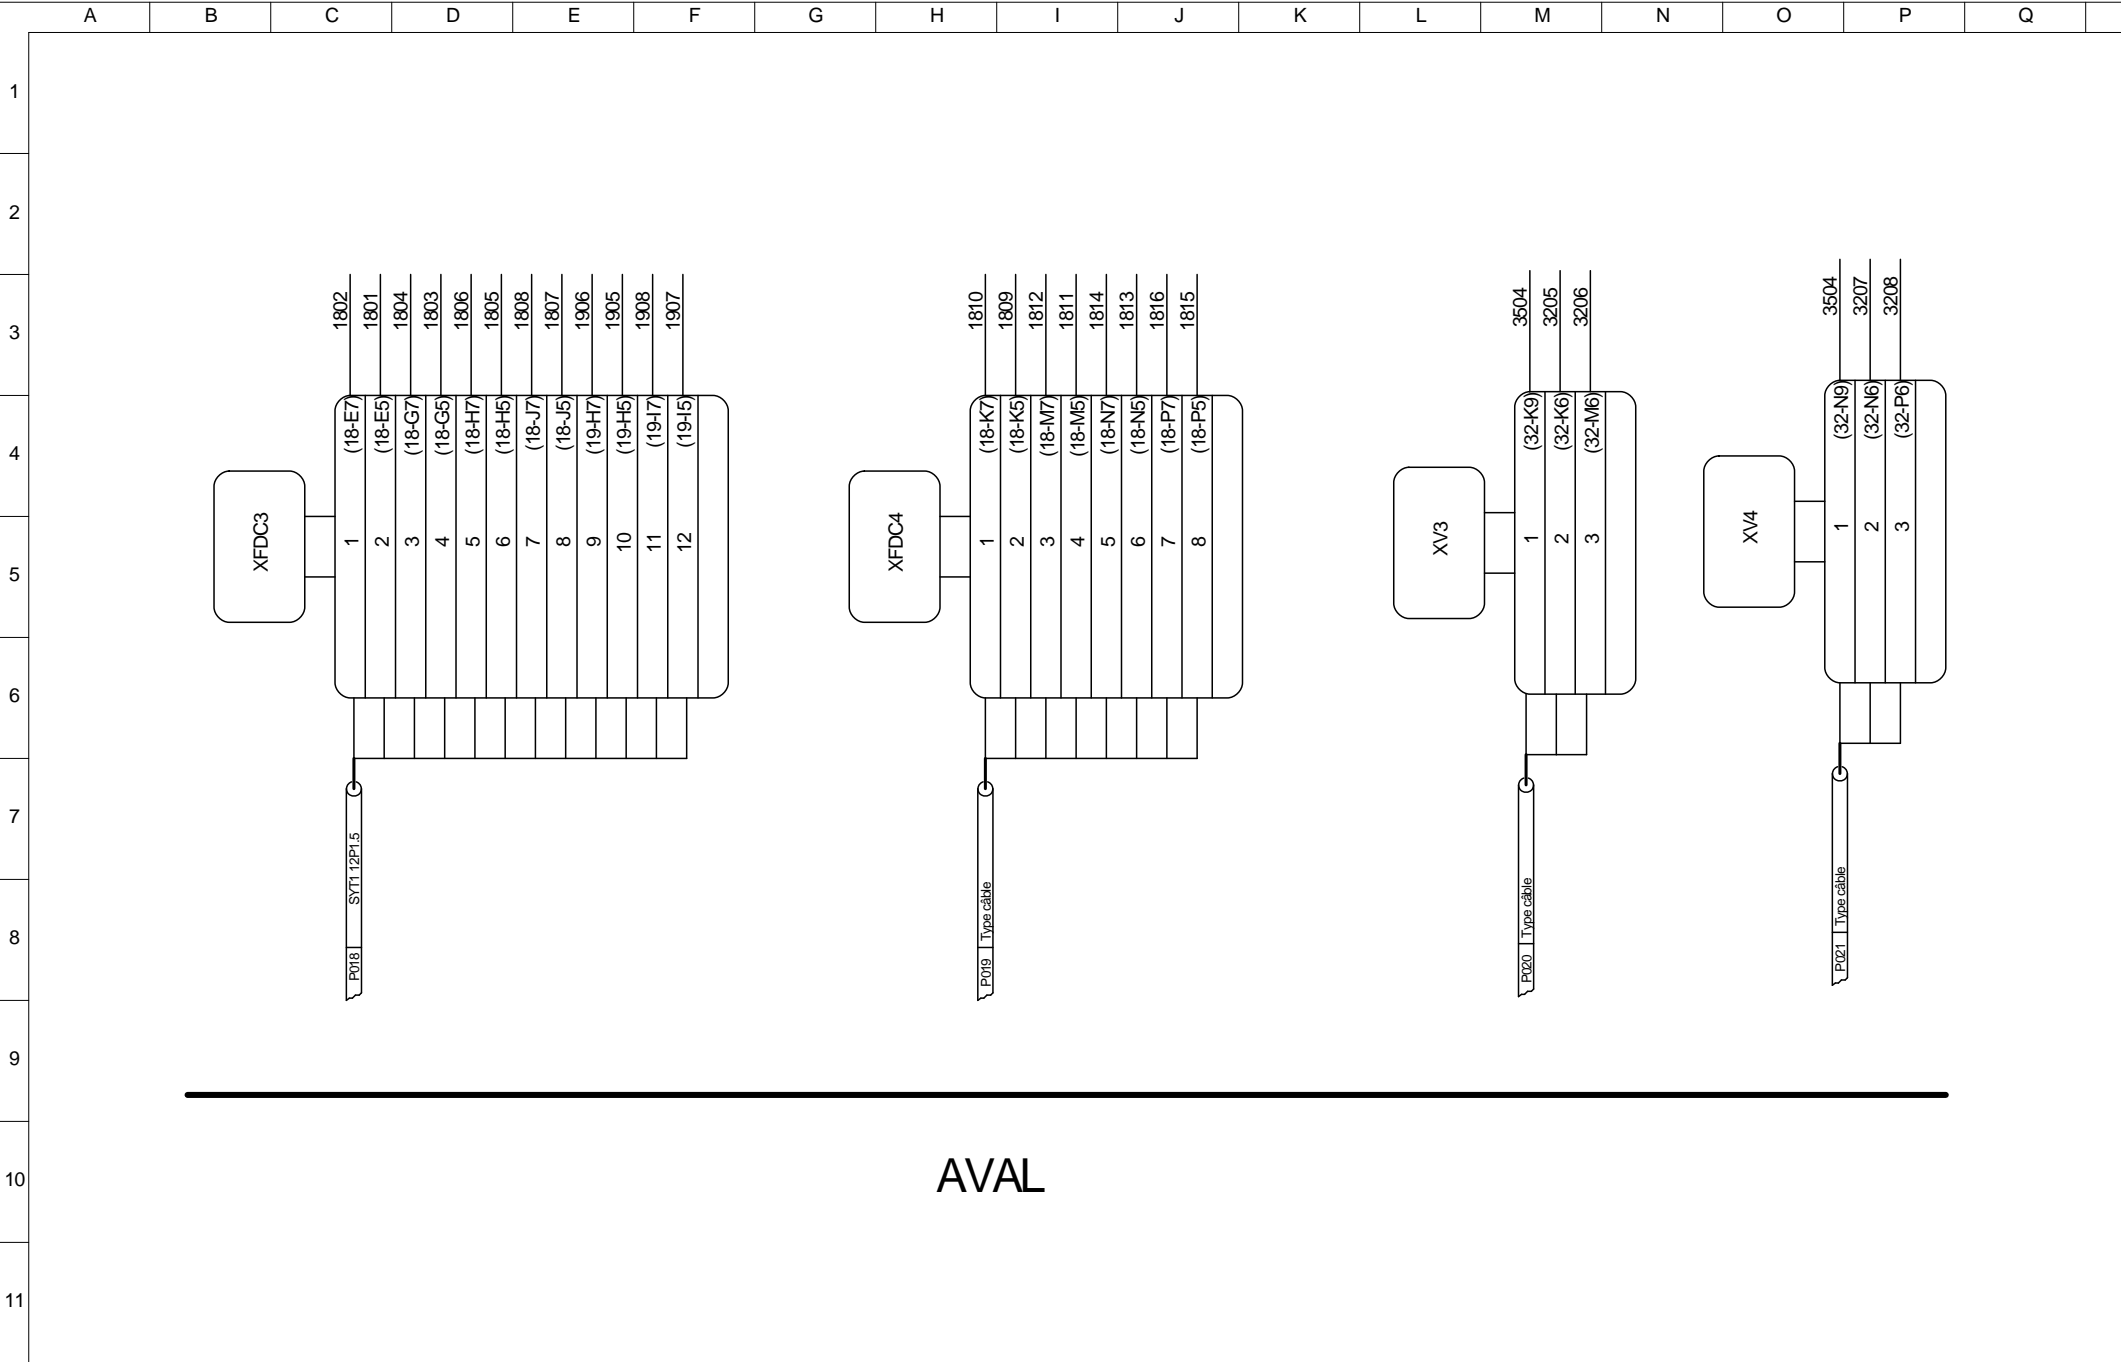 A B C D E F G H I J K L M N O P Q
1
2
3
4
5
6
7
8
9
10
11
XFDC3
1802 1801 1804 1803 1806 1805 1808 1807 1906 1905 1908 1907
(18-E7) (18-E5) (18-G7) (18-G5) (18-H7) (18-H5) (18-J7) (18-J5) (19-H7) (19-H5) (19-I7) (19-I5)
1 2 3 4 5 6 7 8 9 10 11 12
P018 SYT1 12P1.5
XFDC4
1810 1809 1812 1811 1814 1813 1816 1815
(18-K7) (18-K5) (18-M7) (18-M5) (18-N7) (18-N5) (18-P7) (18-P5)
1 2 3 4 5 6 7 8
P019 Type câble
XV3
3504 3205 3206
(32-K9) (32-K6) (32-M6)
1 2 3
P020 Type câble
XV4
3504 3207 3208
(32-N9) (32-N6) (32-P6)
1 2 3
P021 Type câble
AVAL